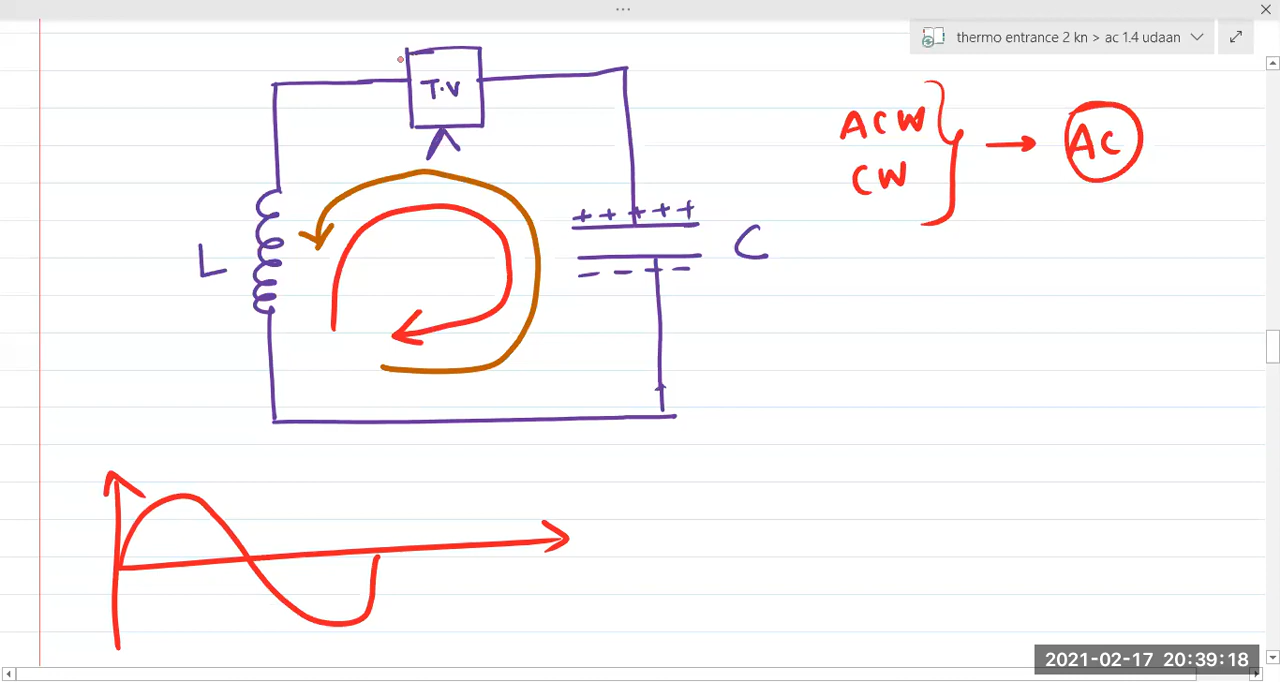 ...
thermo entrance 2 kn > ac 1.4 udaan
T.V
ACW
CW
AC
+ + + + +
L
C
- - - -
2021-02-17 20:39:18